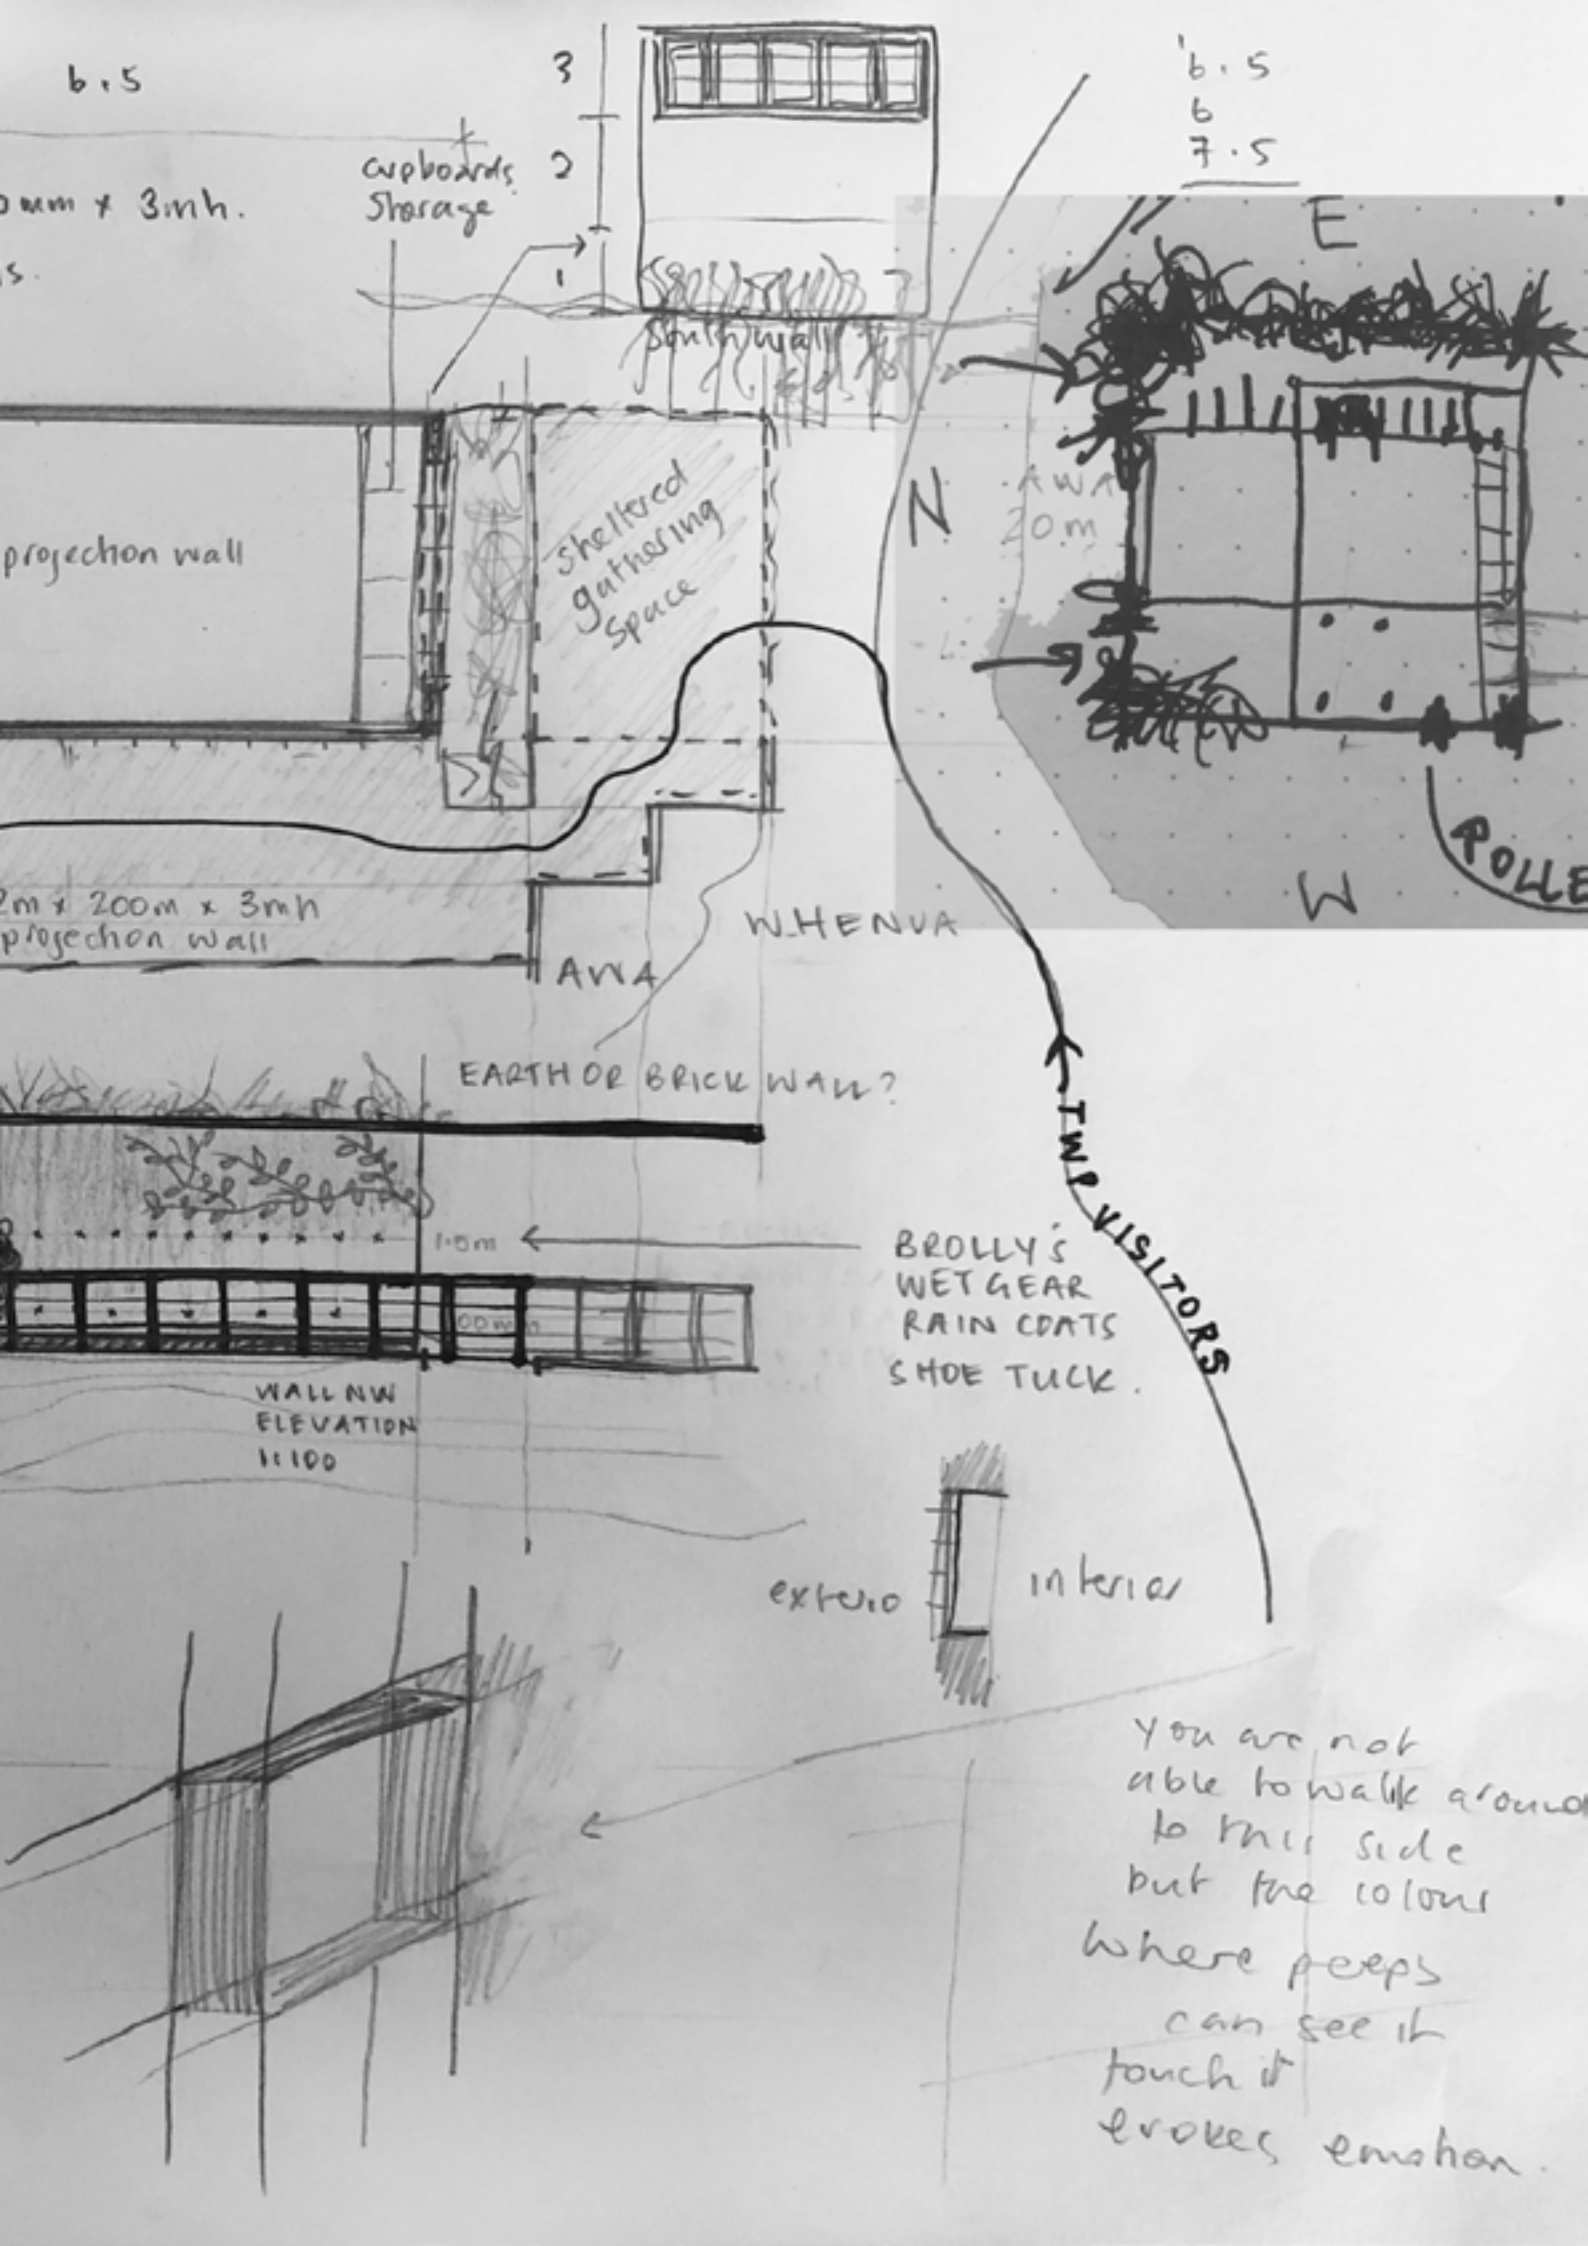 6.5
3
2
1
cupboards
storage
mm x 3mh.
south wall
6.5
6
7.5
E
N
AWA
20m
W
ROLLE
sheltered
gathering
space
projection wall
2m x 200m x 3mh
projection wall
WHENUA
AWA
EARTH OR BRICK WALL?
TWP VISITORS
1.5m
BROLLY'S
WET GEAR
RAIN COATS
SHOE TUCK.
WALL NW
ELEVATION
1:100
exterio
interior
you are not
able to walk around
to this side
but the colour
where peeps
can see it
touch it
evokes emotion.